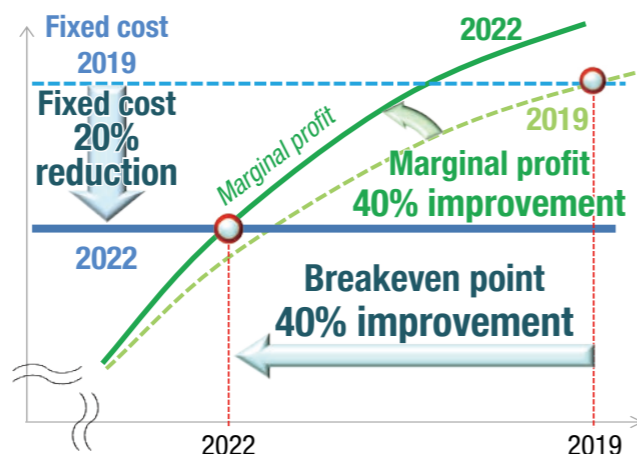 Fixed cost
2019
2022
Fixed cost
20%
reduction
Marginal profit
2019
Marginal profit
40% improvement
2022
Breakeven point
40% improvement
2022
2019